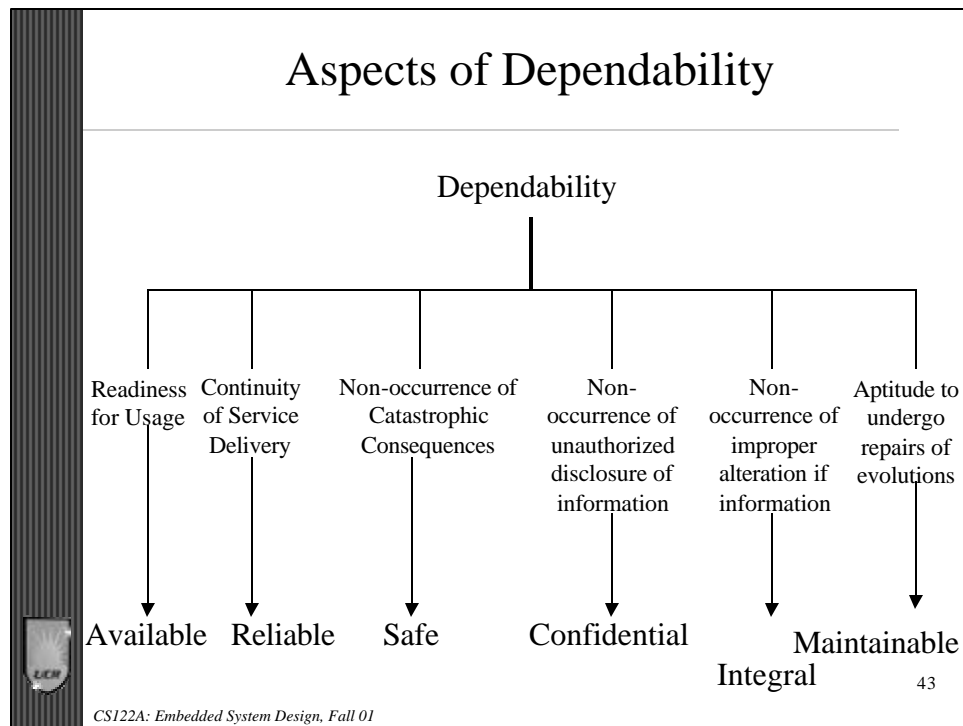 Aspects of Dependability
Dependability
Readiness
for Usage
Continuity
of Service
Delivery
Non-occurrence of
Catastrophic
Consequences
Non-
occurrence of
unauthorized
disclosure of
information
Non-
occurrence of
improper
alteration if
information
Aptitude to
undergo
repairs of
evolutions
Available
Reliable
Safe
Confidential
Integral
Maintainable
43
UCR
CS122A: Embedded System Design, Fall 01